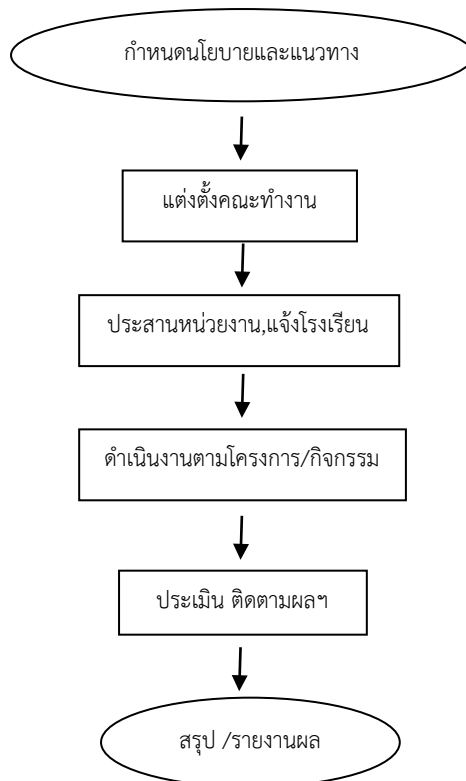 กำหนดนโยบายและแนวทาง
แต่งตั้งคณะทำงาน
ประสานหน่วยงาน,แจ้งโรงเรียน
ดำเนินงานตามโครงการ/กิจกรรม
ประเมิน ติดตามผลฯ
สรุป /รายงานผล